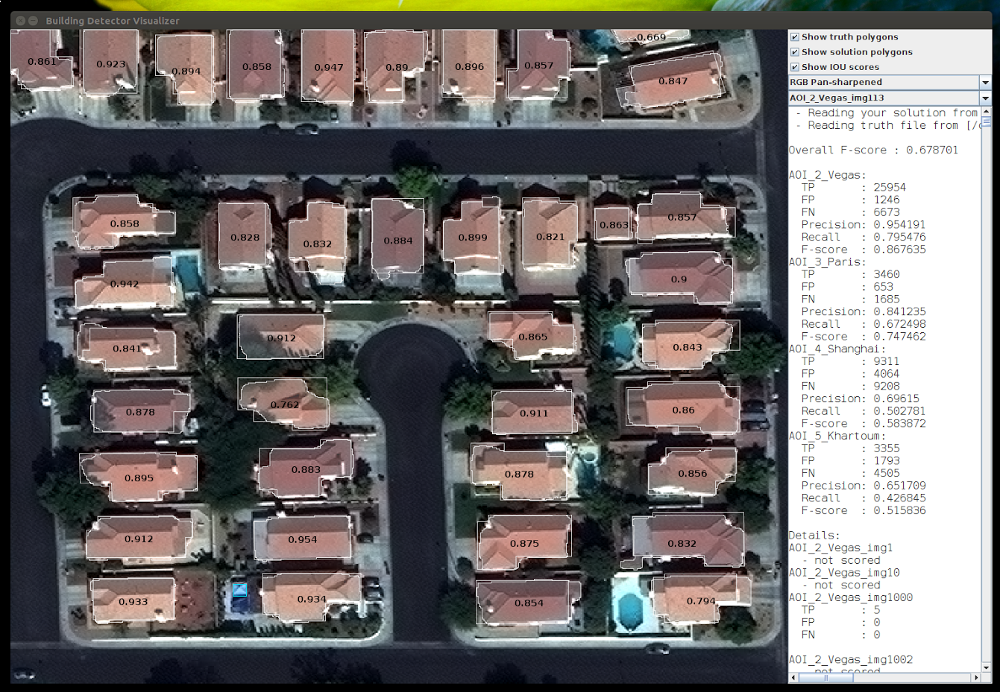 Building Detector Visualizer
0.861
0.923
0.894
0.858
0.947
0.89
0.896
0.857
0.669
0.847
0.858
0.828
0.832
0.884
0.899
0.821
0.863
0.857
0.942
0.9
0.841
0.912
0.865
0.843
0.878
0.762
0.911
0.86
0.895
0.883
0.878
0.856
0.912
0.954
0.875
0.832
0.933
0.934
0.854
0.794
Show truth polygons
Show solution polygons
Show IOU scores
RGB Pan-sharpened
AOI_2_Vegas_img113
- Reading your solution from
- Reading truth file from [/
Overall F-score : 0.678701
AOI_2_Vegas:
TP : 25954
FP : 1246
FN : 6673
Precision: 0.954191
Recall : 0.795476
F-score : 0.867635
AOI_3_Paris:
TP : 3460
FP : 653
FN : 1685
Precision: 0.841235
Recall : 0.672498
F-score : 0.747462
AOI_4_Shanghai:
TP : 9311
FP : 4064
FN : 9208
Precision: 0.69615
Recall : 0.502781
F-score : 0.583872
AOI_5_Khartoum:
TP : 3355
FP : 1793
FN : 4505
Precision: 0.651709
Recall : 0.426845
F-score : 0.515836
Details:
AOI_2_Vegas_img1
- not scored
AOI_2_Vegas_img10
- not scored
AOI_2_Vegas_img1000
TP : 5
FP : 0
FN : 0
AOI_2_Vegas_img1002
- not scored